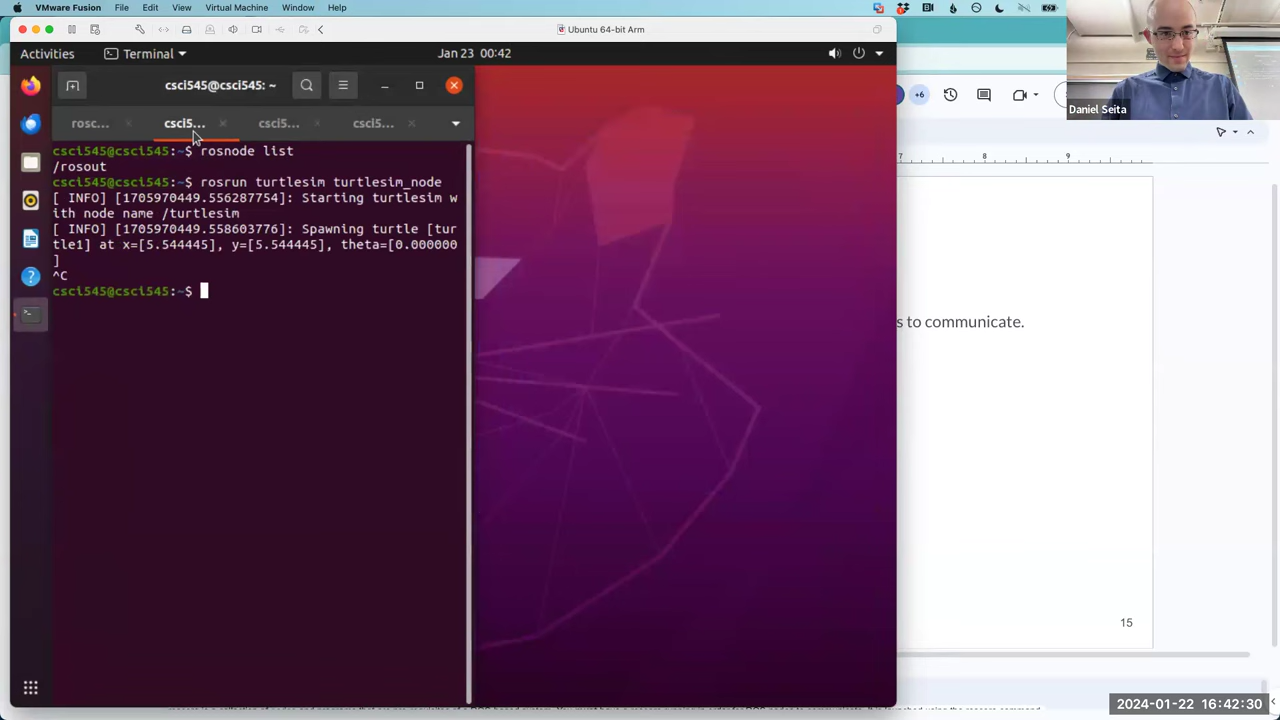 VMware Fusion File Edit View Virtual Machine Window Help
Ubuntu 64-bit Arm
Activities Terminal Jan 23 00:42
csci545@csci545: ~
rosc... csci5... csci5... csci5...
csci545@csci545:~$ rosnode list
/rosout
csci545@csci545:~$ rosrun turtlesim turtlesim_node
[ INFO] [1705970449.556287754]: Starting turtlesim w
ith node name /turtlesim
[ INFO] [1705970449.558603776]: Spawning turtle [tur
tle1] at x=[5.544445], y=[5.544445], theta=[0.000000
]
^C
csci545@csci545:~$
+6
Daniel Seita
7 8 9
s to communicate.
15
2024-01-22 16:42:30